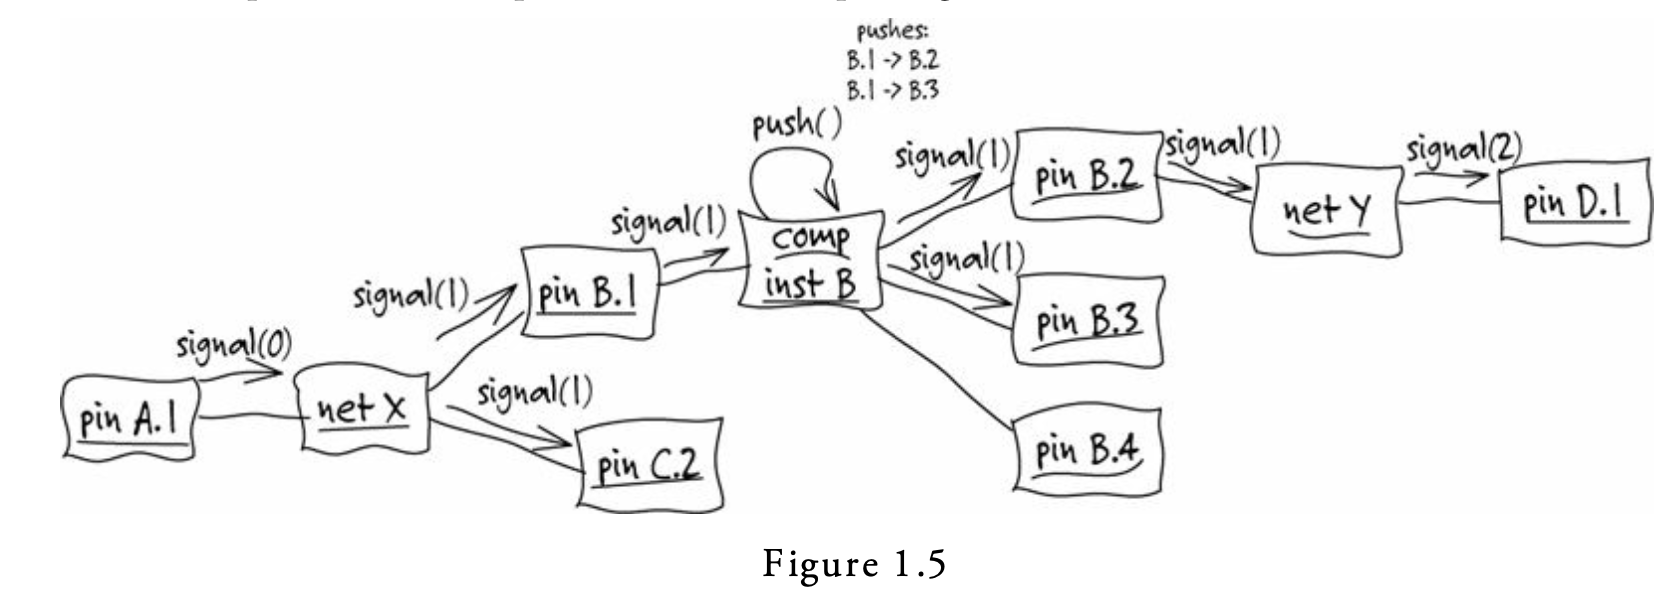 pushes:
B.1 -> B.2
B.1 -> B.3
push()
signal(1)
pin B.2
signal(1)
net Y
signal(2)
pin D.1
signal(1)
comp
inst B
signal(1)
pin B.3
signal(1)
pin B.1
signal(0)
pin A.1
net X
signal(1)
pin C.2
pin B.4
Figure 1.5